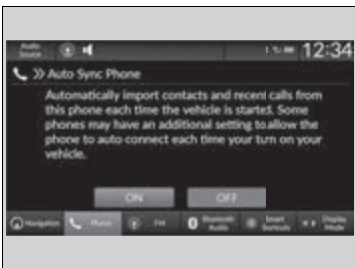 Audio
Source
12:34
Auto Sync Phone
Automatically import contacts and recent calls from
this phone each time the vehicle is started. Some
phones may have an additional setting to allow the
phone to auto connect each time your turn on your
vehicle.
ON OFF
Navigation Phone FM Bluetooth Audio Smart Shortcuts Display Mode